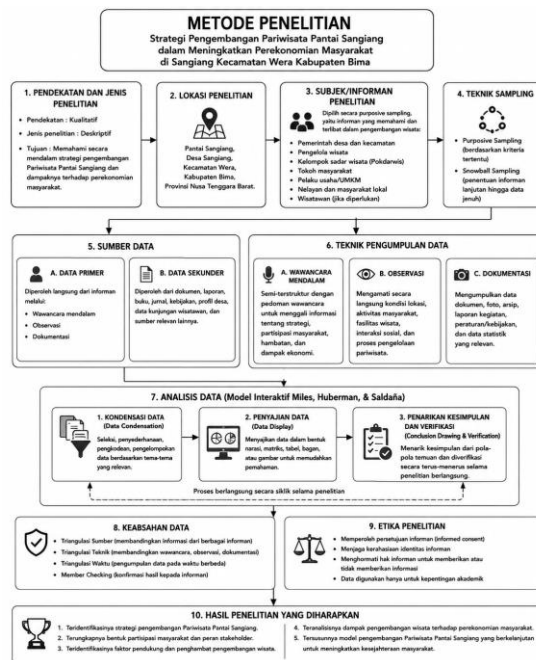 METODE PENELITIAN
Strategi Pengembangan Pariwisata Pantai Sangiang
dalam Meningkatkan Perekonomian Masyarakat
di Sangiang Kecamatan Wera Kabupaten Bima
1. PENDEKATAN DAN JENIS
PENELITIAN
• Pendekatan : Kualitatif
• Jenis penelitian : Deskriptif
• Tujuan : Memahami secara
mendalam strategi pengembangan
Pariwisata Pantai Sangiang dan
dampaknya terhadap perekonomian
masyarakat.
2. LOKASI PENELITIAN
Pantai Sangiang,
Desa Sangiang,
Kecamatan Wera,
Kabupaten Bima,
Provinsi Nusa Tenggara Barat.
3. SUBJEK/INFORMAN
PENELITIAN
Dipilih secara purposive sampling,
yaitu informan yang memahami dan
terlibat dalam pengembangan wisata:
• Pemerintah desa dan kecamatan
• Pengelola wisata
• Kelompok sadar wisata (Pokdarwis)
• Tokoh masyarakat
• Pelaku usaha/UMKM
• Nelayan dan masyarakat lokal
• Wisatawan (jika diperlukan)
4. TEKNIK SAMPLING
• Purposive Sampling
(berdasarkan kriteria
tertentu)
• Snowball Sampling
(penentuan informan
lanjutan hingga data
jenuh)
5. SUMBER DATA
A. DATA PRIMER
Diperoleh langsung dari informan
melalui:
• Wawancara mendalam
• Observasi
• Dokumentasi
B. DATA SEKUNDER
Diperoleh dari dokumen, laporan,
buku, jurnal, kebijakan, profil desa,
data kunjungan wisatawan, dan
sumber relevan lainnya.
6. TEKNIK PENGUMPULAN DATA
A. WAWANCARA
MENDALAM
Semi-terstruktur dengan
pedoman wawancara
untuk menggali informasi
tentang strategi,
partisipasi masyarakat,
hambatan, dan
dampak ekonomi.
B. OBSERVASI
Mengamati secara
langsung kondisi lokasi,
aktivitas masyarakat,
fasilitas wisata,
interaksi sosial, dan
proses pengelolaan
pariwisata.
C. DOKUMENTASI
Mengumpulkan data
dokumen, foto, arsip,
laporan kegiatan,
peraturan/kebijakan,
dan data statistik
yang relevan.
7. ANALISIS DATA (Model Interaktif Miles, Huberman, & Saldaña)
1. KONDENSASI DATA
(Data Condensation)
Seleksi, penyederhanaan,
pengkodean, pengelompokan
data berdasarkan tema-tema
yang relevan.
2. PENYAJIAN DATA
(Data Display)
Menyajikan data dalam bentuk
narasi, matriks, tabel, bagan,
atau gambar untuk memudahkan
pemahaman.
3. PENARIKAN KESIMPULAN
DAN VERIFIKASI
(Conclusion Drawing & Verification)
Menarik kesimpulan dari pola-
pola temuan dan diverifikasi
secara terus-menerus selama
penelitian berlangsung.
Proses berlangsung secara siklik selama penelitian
8. KEABSAHAN DATA
• Triangulasi Sumber (membandingkan informasi dari berbagai informan)
• Triangulasi Teknik (membandingkan wawancara, observasi, dokumentasi)
• Triangulasi Waktu (pengumpulan data pada waktu berbeda)
• Member Checking (konfirmasi hasil kepada informan)
9. ETIKA PENELITIAN
• Memperoleh persetujuan informan (informed consent)
• Menjaga kerahasiaan identitas informan
• Menghormati hak informan untuk memberikan atau
tidak memberikan informasi
• Data digunakan hanya untuk kepentingan akademik
10. HASIL PENELITIAN YANG DIHARAPKAN
1. Teridentifikasinya strategi pengembangan Pariwisata Pantai Sangiang.
2. Terungkapnya bentuk partisipasi masyarakat dan peran stakeholder.
3. Teridentifikasinya faktor pendukung dan penghambat pengembangan wisata.
4. Teranalisisnya dampak pengembangan wisata terhadap perekonomian masyarakat.
5. Tersusunnya model pengembangan Pariwisata Pantai Sangiang yang berkelanjutan
untuk meningkatkan kesejahteraan masyarakat.